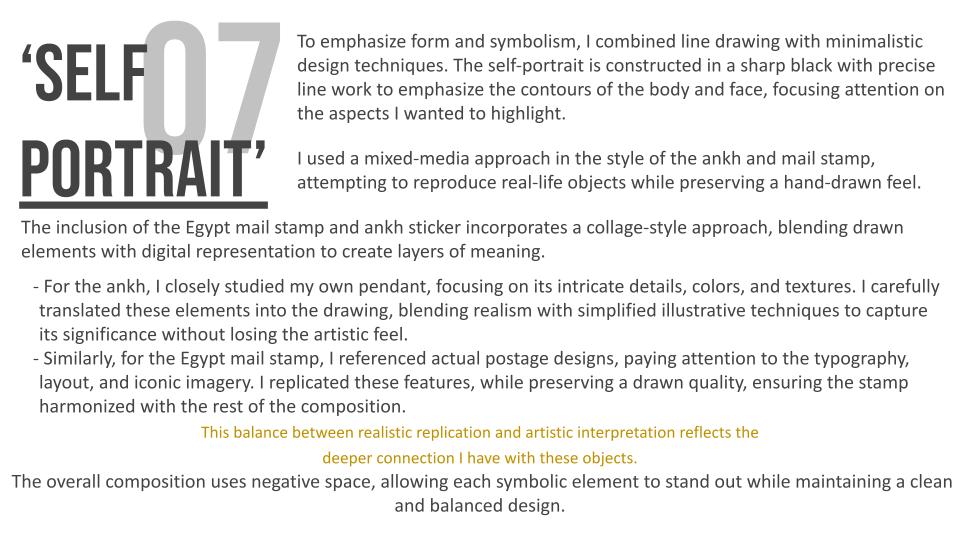 07
‘SELF
PORTRAIT’
To emphasize form and symbolism, I combined line drawing with minimalistic
design techniques. The self-portrait is constructed in a sharp black with precise
line work to emphasize the contours of the body and face, focusing attention on
the aspects I wanted to highlight.
I used a mixed-media approach in the style of the ankh and mail stamp,
attempting to reproduce real-life objects while preserving a hand-drawn feel.
The inclusion of the Egypt mail stamp and ankh sticker incorporates a collage-style approach, blending drawn
elements with digital representation to create layers of meaning.
- For the ankh, I closely studied my own pendant, focusing on its intricate details, colors, and textures. I carefully
translated these elements into the drawing, blending realism with simplified illustrative techniques to capture
its significance without losing the artistic feel.
- Similarly, for the Egypt mail stamp, I referenced actual postage designs, paying attention to the typography,
layout, and iconic imagery. I replicated these features, while preserving a drawn quality, ensuring the stamp
harmonized with the rest of the composition.
This balance between realistic replication and artistic interpretation reflects the
deeper connection I have with these objects.
The overall composition uses negative space, allowing each symbolic element to stand out while maintaining a clean
and balanced design.